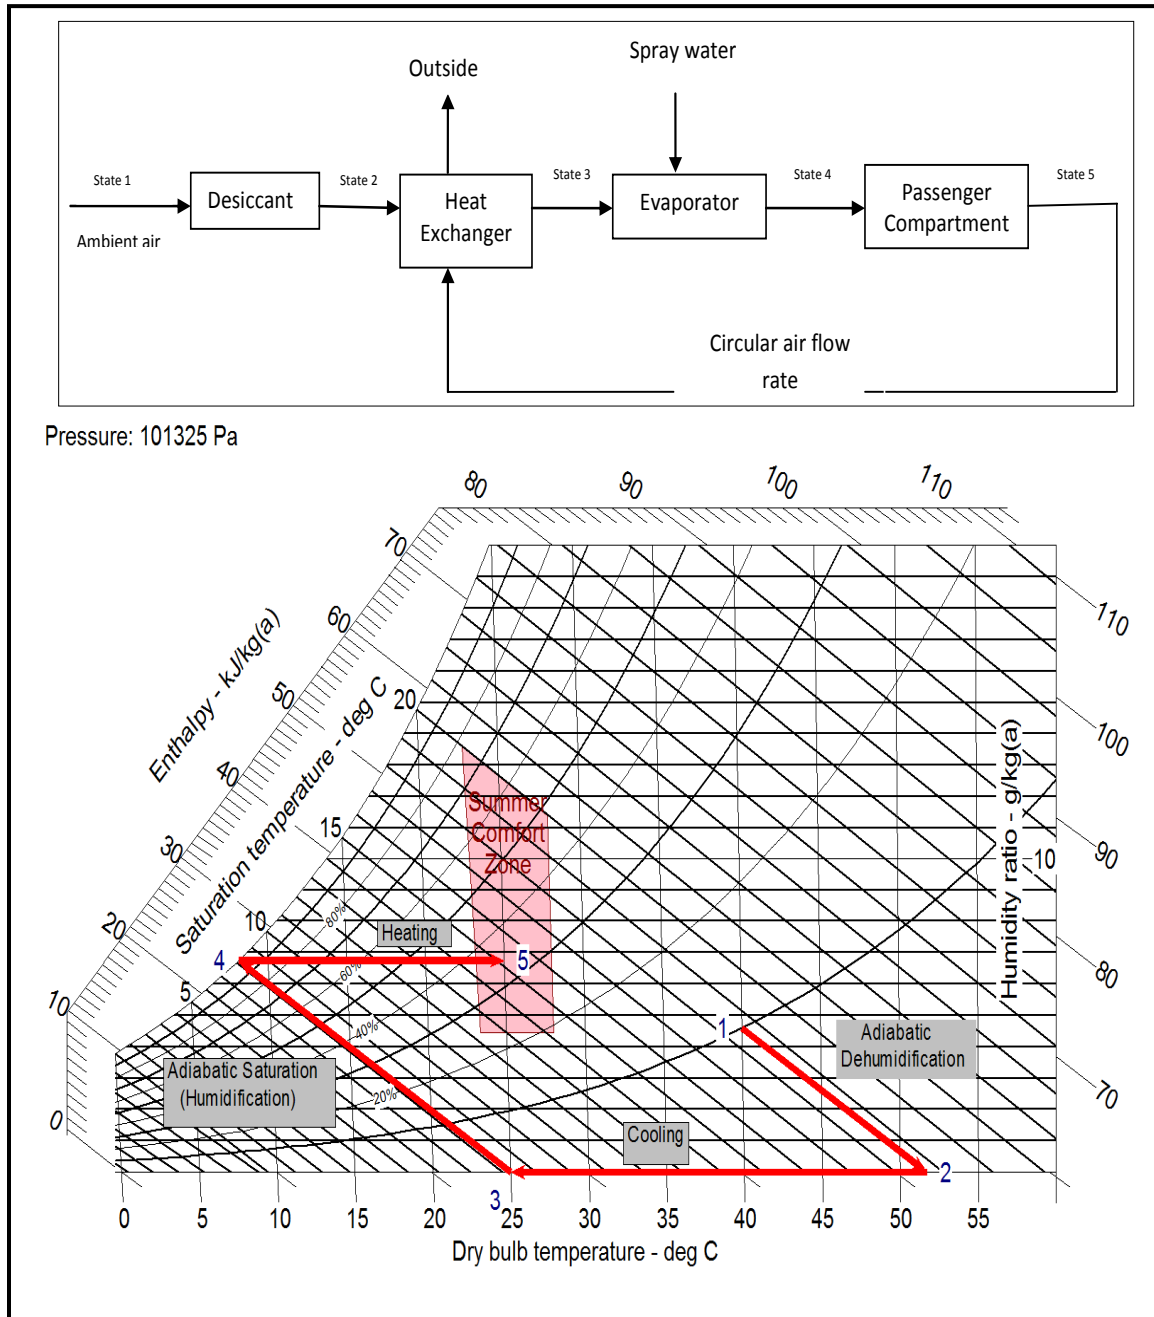 Spray water
Outside
State 1
State 2
State 3
State 4
State 5
Desiccant
Heat
Exchanger
Evaporator
Passenger
Compartment
Ambient air
Circular air flow
rate
Pressure: 101325 Pa
80
90
100
110
70
60
50
40
30
20
10
0
Enthalpy - kJ/kg(a)
Saturation temperature - deg C
20
15
10
5
110
100
90
80
70
Humidity ratio - g/kg(a)
10
Summer
Comfort
Zone
80%
60%
40%
20%
Heating
4
5
1
Adiabatic
Dehumidification
Adiabatic Saturation
(Humidification)
Cooling
2
3
0 5 10 15 20 25 30 35 40 45 50 55
Dry bulb temperature - deg C